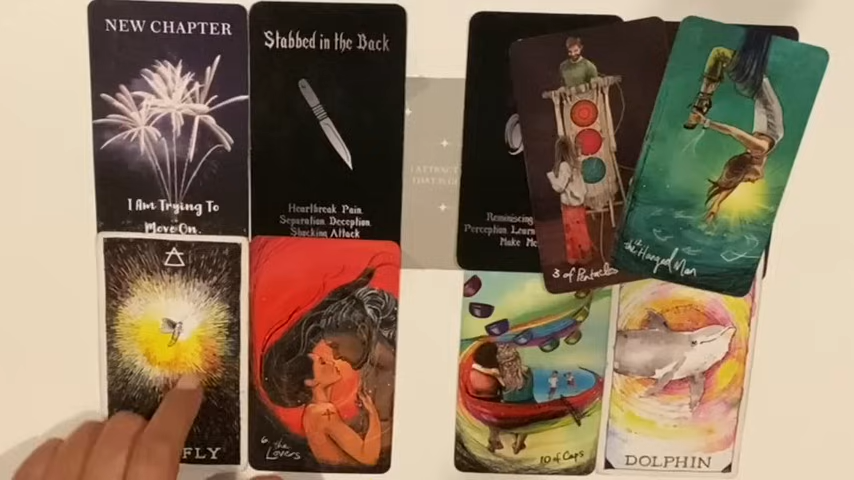 NEW CHAPTER
I Am Trying To
Move On.
Stabbed in the Back
Heartbreak Pain.
Separation Deception.
Shocking Attack
I ATTRACT
Reminiscing
Perception Learn
Make Me
3 of Pentacles
the Hanged Man
FLY
6 the
Lovers
10 of Cups
DOLPHIN